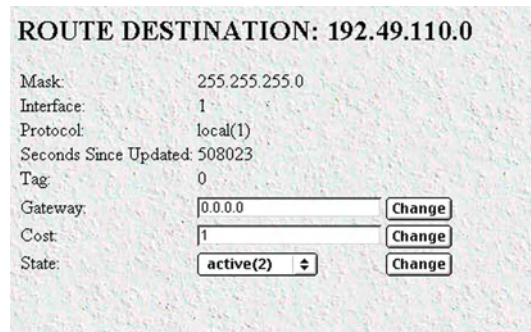 ROUTE DESTINATION: 192.49.110.0
Mask: 255.255.255.0
Interface: 1
Protocol: local(1)
Seconds Since Updated: 508023
Tag: 0
Gateway: 0.0.0.0 Change
Cost: 1 Change
State: active(2) Change